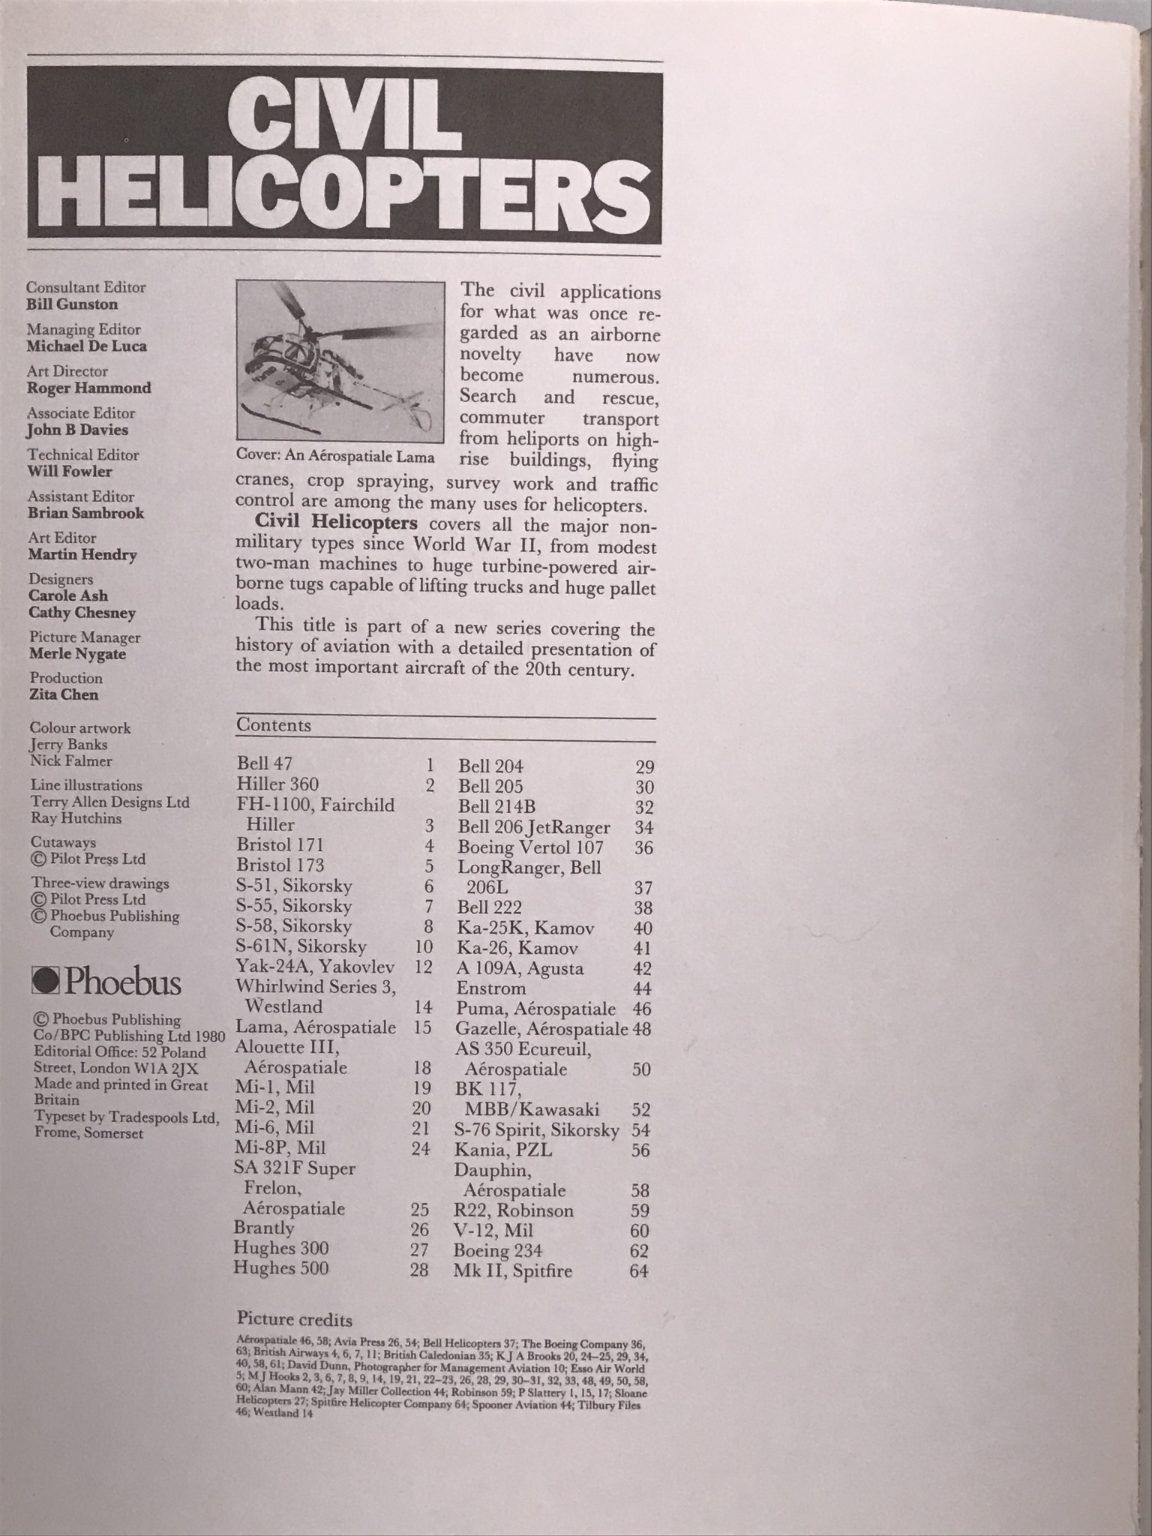 CIVIL
HELICOPTERS
Consultant Editor
Bill Gunston
Managing Editor
Michael De Luca
Art Director
Roger Hammond
Associate Editor
John B Davies
Technical Editor
Will Fowler
Assistant Editor
Brian Sambrook
Art Editor
Martin Hendry
Designers
Carole Ash
Cathy Chesney
Picture Manager
Merle Nygate
Production
Zita Chen
Colour artwork
Jerry Banks
Nick Falmer
Line illustrations
Terry Allen Designs Ltd
Ray Hutchins
Cutaways
© Pilot Press Ltd
Three-view drawings
© Pilot Press Ltd
© Phoebus Publishing
Company
Phoebus
© Phoebus Publishing
Co/BPC Publishing Ltd 1980
Editorial Office: 52 Poland
Street, London W1A 2JX
Made and printed in Great
Britain
Typeset by Tradespools Ltd,
Frome, Somerset
Cover: An Aérospatiale Lama
The civil applications
for what was once re-
garded as an airborne
novelty have now
become numerous.
Search and rescue,
commuter transport
from heliports on high-
rise buildings, flying
cranes, crop spraying, survey work and traffic
control are among the many uses for helicopters.
Civil Helicopters covers all the major non-
military types since World War II, from modest
two-man machines to huge turbine-powered air-
borne tugs capable of lifting trucks and huge pallet
loads.
This title is part of a new series covering the
history of aviation with a detailed presentation of
the most important aircraft of the 20th century.
Contents
Bell 47 1
Hiller 360 2
FH-1100, Fairchild
Hiller 3
Bristol 171 4
Bristol 173 5
S-51, Sikorsky 6
S-55, Sikorsky 7
S-58, Sikorsky 8
S-61N, Sikorsky 10
Yak-24A, Yakovlev 12
Whirlwind Series 3,
Westland 14
Lama, Aérospatiale 15
Alouette III,
Aérospatiale 18
Mi-1, Mil 19
Mi-2, Mil 20
Mi-6, Mil 21
Mi-8P, Mil 24
SA 321F Super
Frelon,
Aérospatiale 25
Brantly 26
Hughes 300 27
Hughes 500 28
Bell 204 29
Bell 205 30
Bell 214B 32
Bell 206 JetRanger 34
Boeing Vertol 107 36
LongRanger, Bell
206L 37
Bell 222 38
Ka-25K, Kamov 40
Ka-26, Kamov 41
A 109A, Agusta 42
Enstrom 44
Puma, Aérospatiale 46
Gazelle, Aérospatiale 48
AS 350 Ecureuil,
Aérospatiale 50
BK 117,
MBB/Kawasaki 52
S-76 Spirit, Sikorsky 54
Kania, PZL 56
Dauphin,
Aérospatiale 58
R22, Robinson 59
V-12, Mil 60
Boeing 234 62
Mk II, Spitfire 64
Picture credits
Aérospatiale 46, 58; Avia Press 26, 54; Bell Helicopters 37; The Boeing Company 36,
63; British Airways 4, 6, 7, 11; British Caledonian 35; K J A Brooks 20, 24–25, 29, 34,
40, 58, 61; David Dunn, Photographer for Management Aviation 10; Esso Air World
5; M J Hooks 2, 3, 6, 7, 8, 9, 14, 19, 21, 22–23, 26, 28, 29, 30–31, 32, 33, 48, 49, 50, 58,
60; Alan Mann 42; Jay Miller Collection 44; Robinson 59; P Slattery 1, 15, 17; Sloane
Helicopters 27; Spitfire Helicopter Company 64; Spooner Aviation 44; Tilbury Files
46; Westland 14